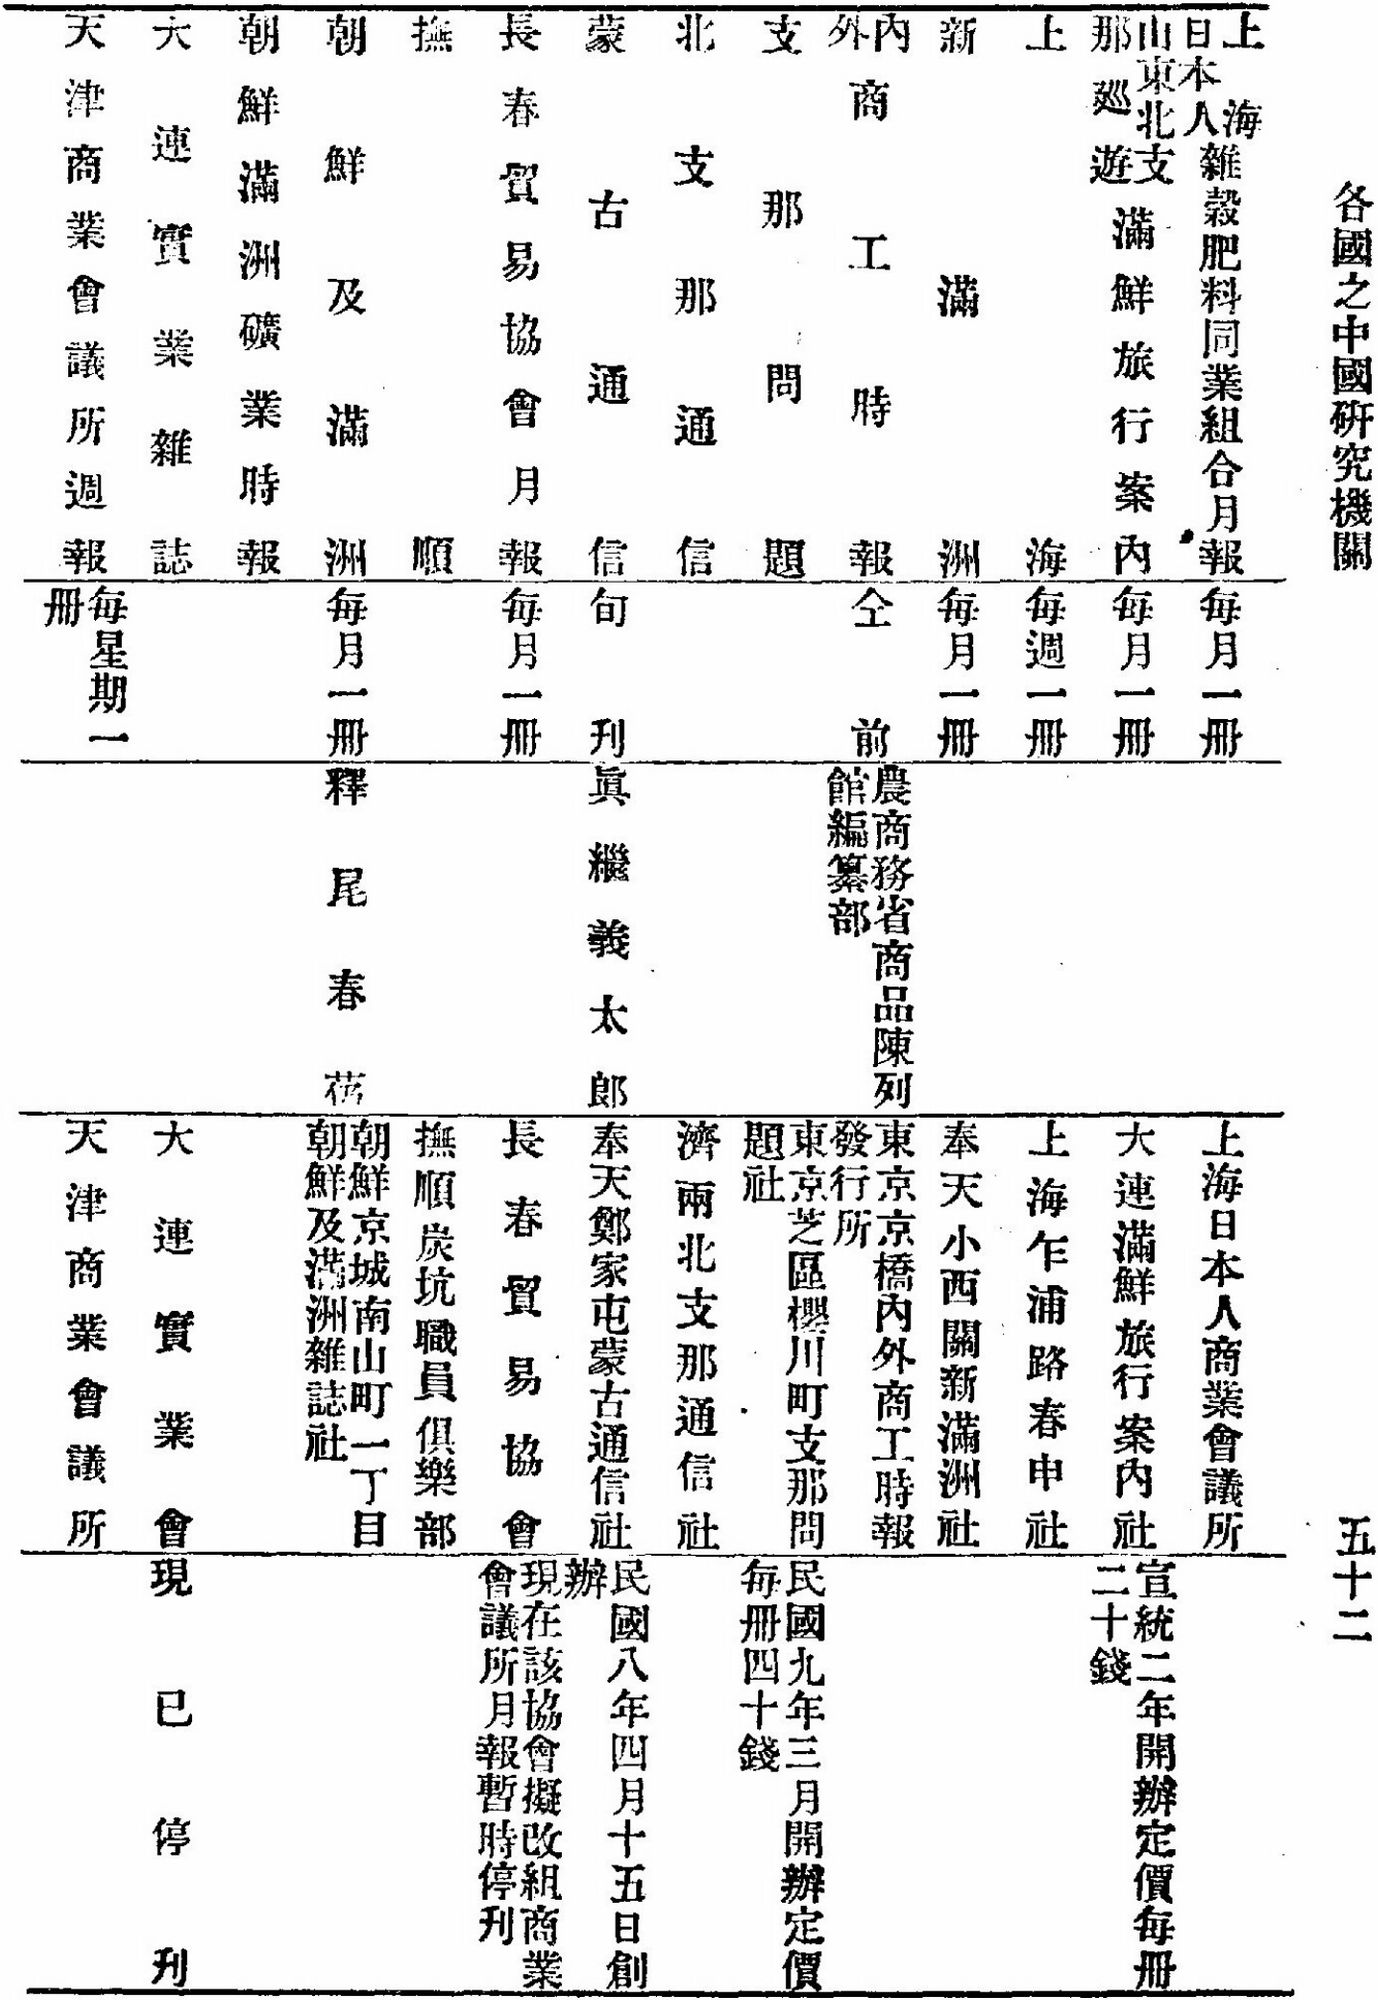 各國之中國硏究機關　五十二
上海日本人雜穀肥料同業組合月報　每月一冊　上海日本人商業會議所
山東北支那廵遊滿鮮旅行案內　每月一冊　大連滿鮮旅行案內社　宣統二年開辦定價每冊二十錢
上海　每週一冊　上海乍浦路春申社
新滿洲　每月一冊　奉天小西關新滿洲社
內外商工時報　仝前　農商務省商品陳列館編纂部　東京京橋內外商工時報發行所
支那問題　東京芝區櫻川町支那問題社　民國九年三月開辦定價每冊四十錢
北支那通信　濟南北支那通信社
蒙古通信　旬刊　眞繼義太郎　奉天鄭家屯蒙古通信社　民國八年四月十五日創辦
長春貿易協會月報　每月一冊　長春貿易協會　現在該協會擬改組商業會議所月報暫時停刊
撫順　撫順炭坑職員俱樂部
朝鮮及滿洲　每月一冊　釋尾春芿　朝鮮京城南山町一丁目朝鮮及滿洲雜誌社
朝鮮滿洲礦業時報
大連實業雜誌　大連實業會　現已停刊
天津商業會議所週報　每星期一冊　天津商業會議所